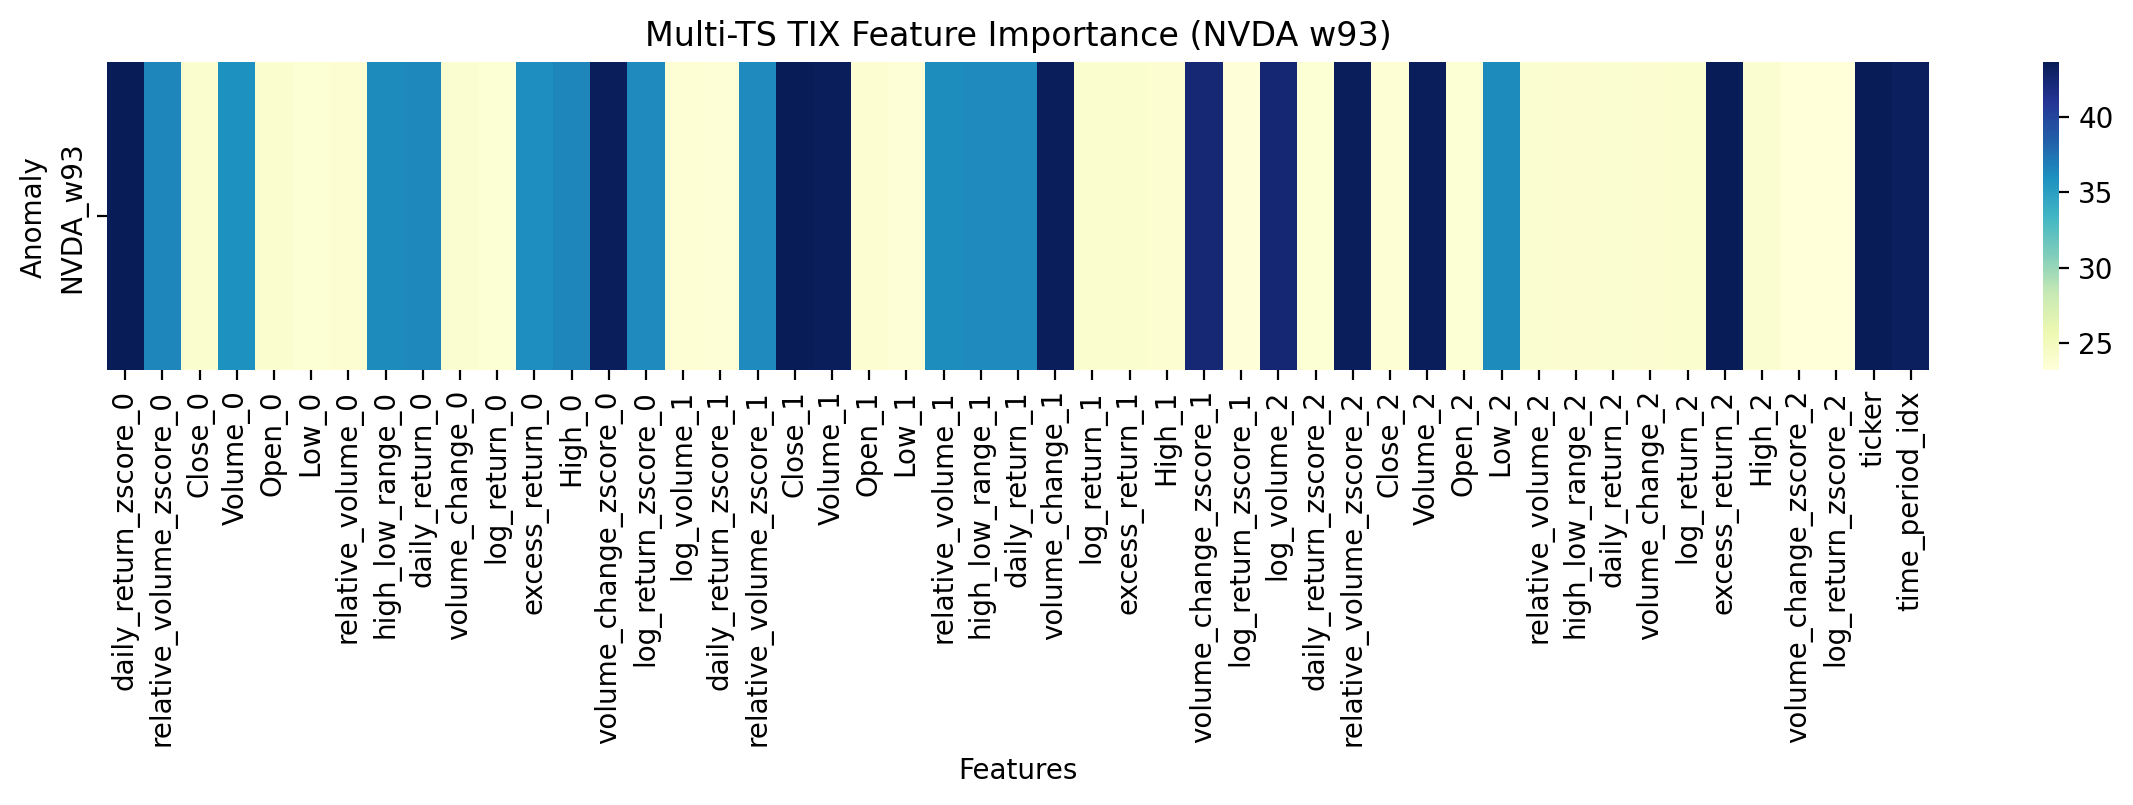 Multi-TS TIX Feature Importance (NVDA w93)
Anomaly
NVDA_w93
40
35
30
25
daily_return_zscore_0
relative_volume_zscore_0
Close_0
Volume_0
Open_0
Low_0
relative_volume_0
high_low_range_0
daily_return_0
volume_change_0
log_return_0
excess_return_0
High_0
volume_change_zscore_0
log_return_zscore_0
log_volume_1
daily_return_zscore_1
relative_volume_zscore_1
Close_1
Volume_1
Open_1
Low_1
relative_volume_1
high_low_range_1
daily_return_1
volume_change_1
log_return_1
excess_return_1
High_1
volume_change_zscore_1
log_return_zscore_1
log_volume_2
daily_return_zscore_2
relative_volume_zscore_2
Close_2
Volume_2
Open_2
Low_2
relative_volume_2
high_low_range_2
daily_return_2
volume_change_2
log_return_2
excess_return_2
High_2
volume_change_zscore_2
log_return_zscore_2
ticker
time_period_idx
Features